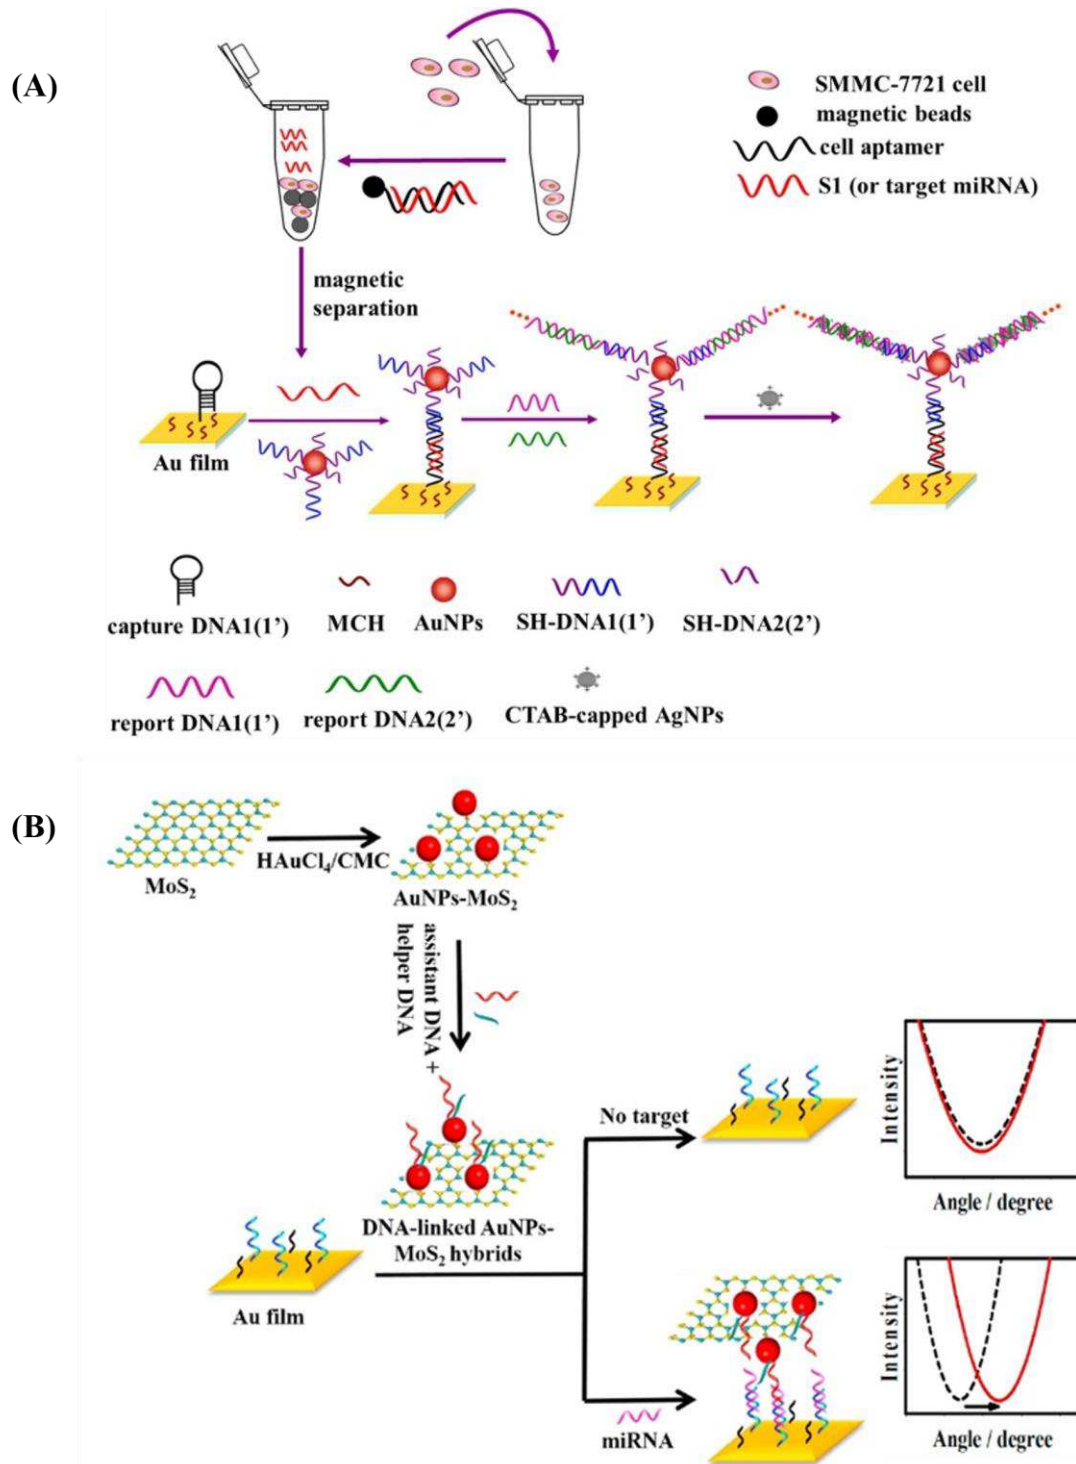 (A)
SMMC-7721 cell
magnetic beads
cell aptamer
S1 (or target miRNA)
magnetic
separation
Au film
capture DNA1(1’)
MCH
AuNPs
SH-DNA1(1’)
SH-DNA2(2’)
report DNA1(1’)
report DNA2(2’)
CTAB-capped AgNPs
(B)
MoS₂
HAuCl₄/CMC
AuNPs-MoS₂
assistant DNA +
helper DNA
DNA-linked AuNPs-
MoS₂ hybrids
Au film
No target
miRNA
Intensity
Angle / degree
Intensity
Angle / degree